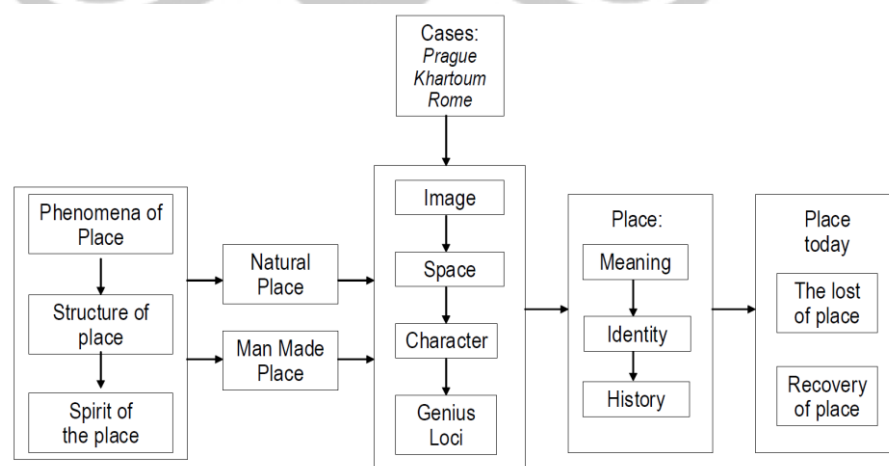 Cases:
Prague
Khartoum
Rome
Phenomena of
Place
Structure of
place
Spirit of
the place
Natural
Place
Man Made
Place
Image
Space
Character
Genius
Loci
Place:
Meaning
Identity
History
Place
today
The lost
of place
Recovery
of place